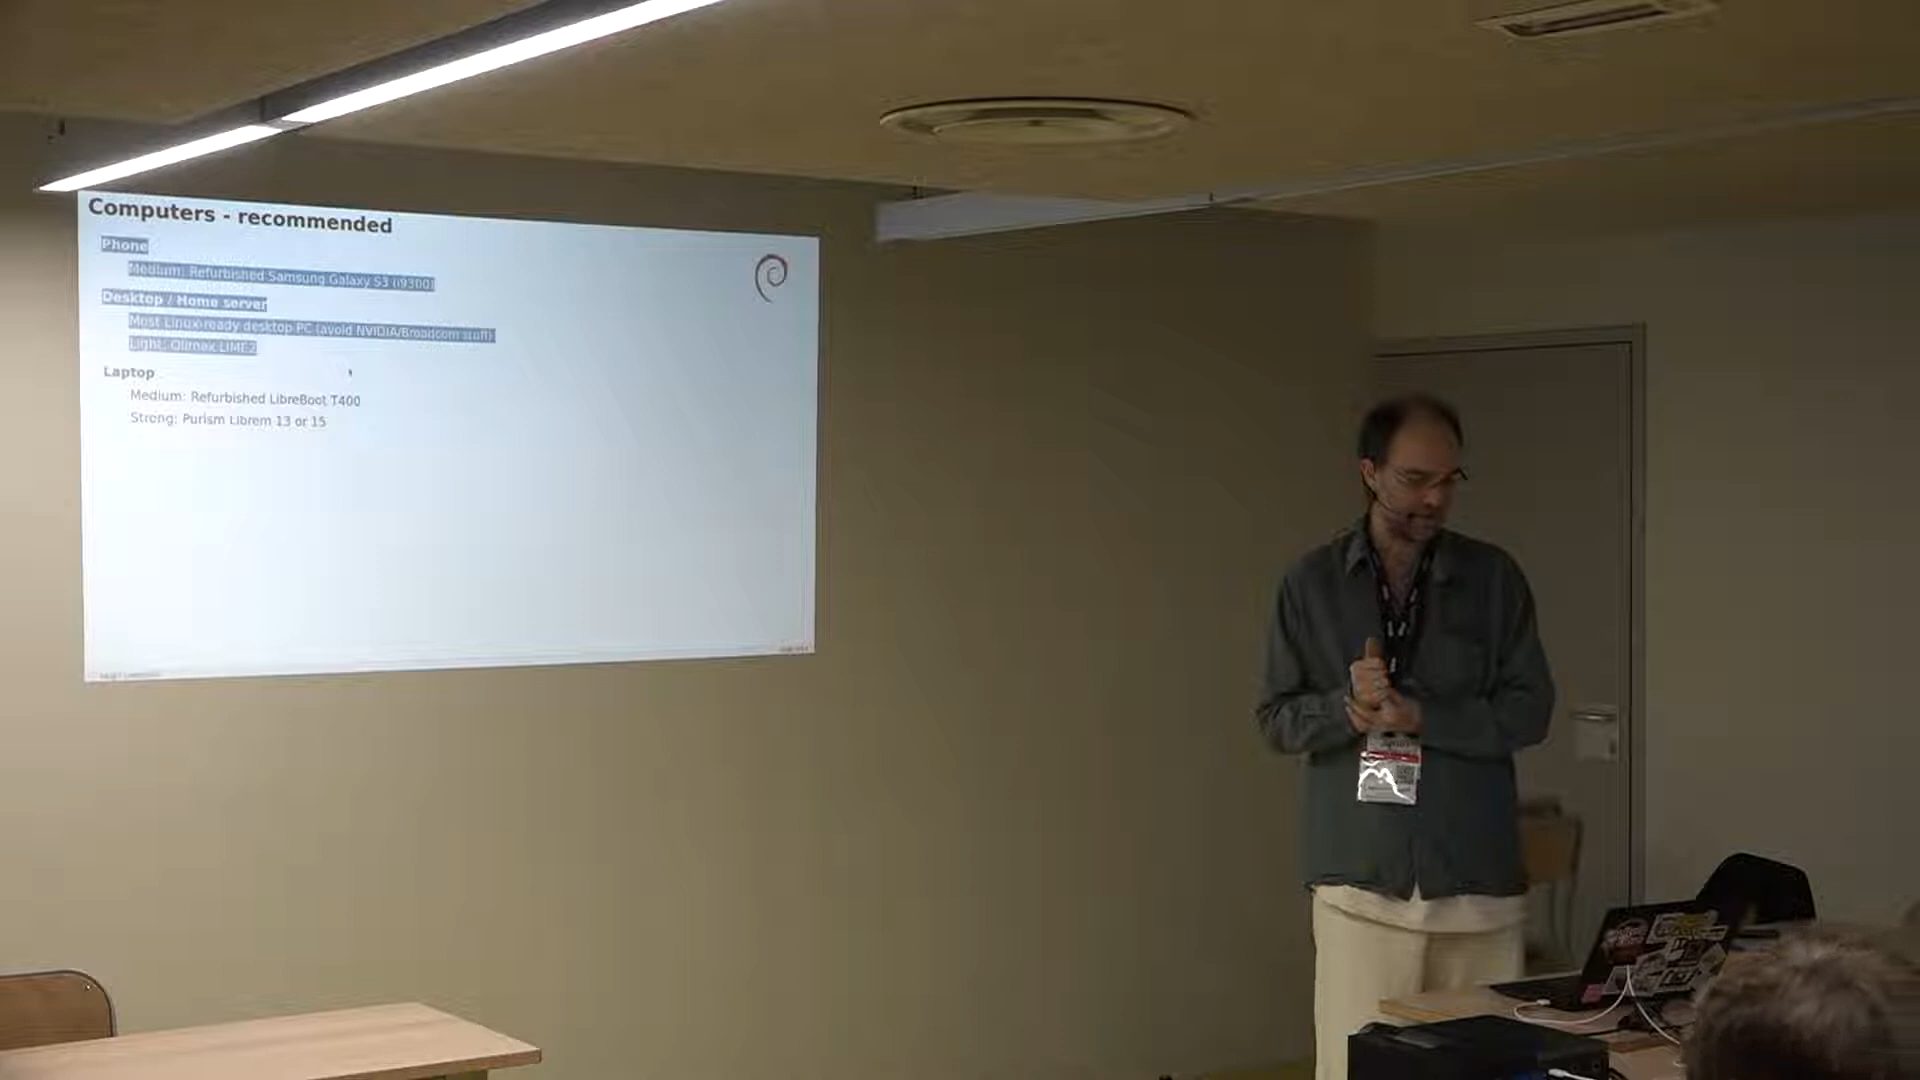 Computers - recommended
Phone
Medium: Refurbished Samsung Galaxy S3 (i9300)
Desktop / Home server
Most Linux-ready desktop PC (avoid NVIDIA/Broadcom stuff)
Light: Olimex LIME2
Laptop
Medium: Refurbished LibreBoot T400
Strong: Purism Librem 13 or 15